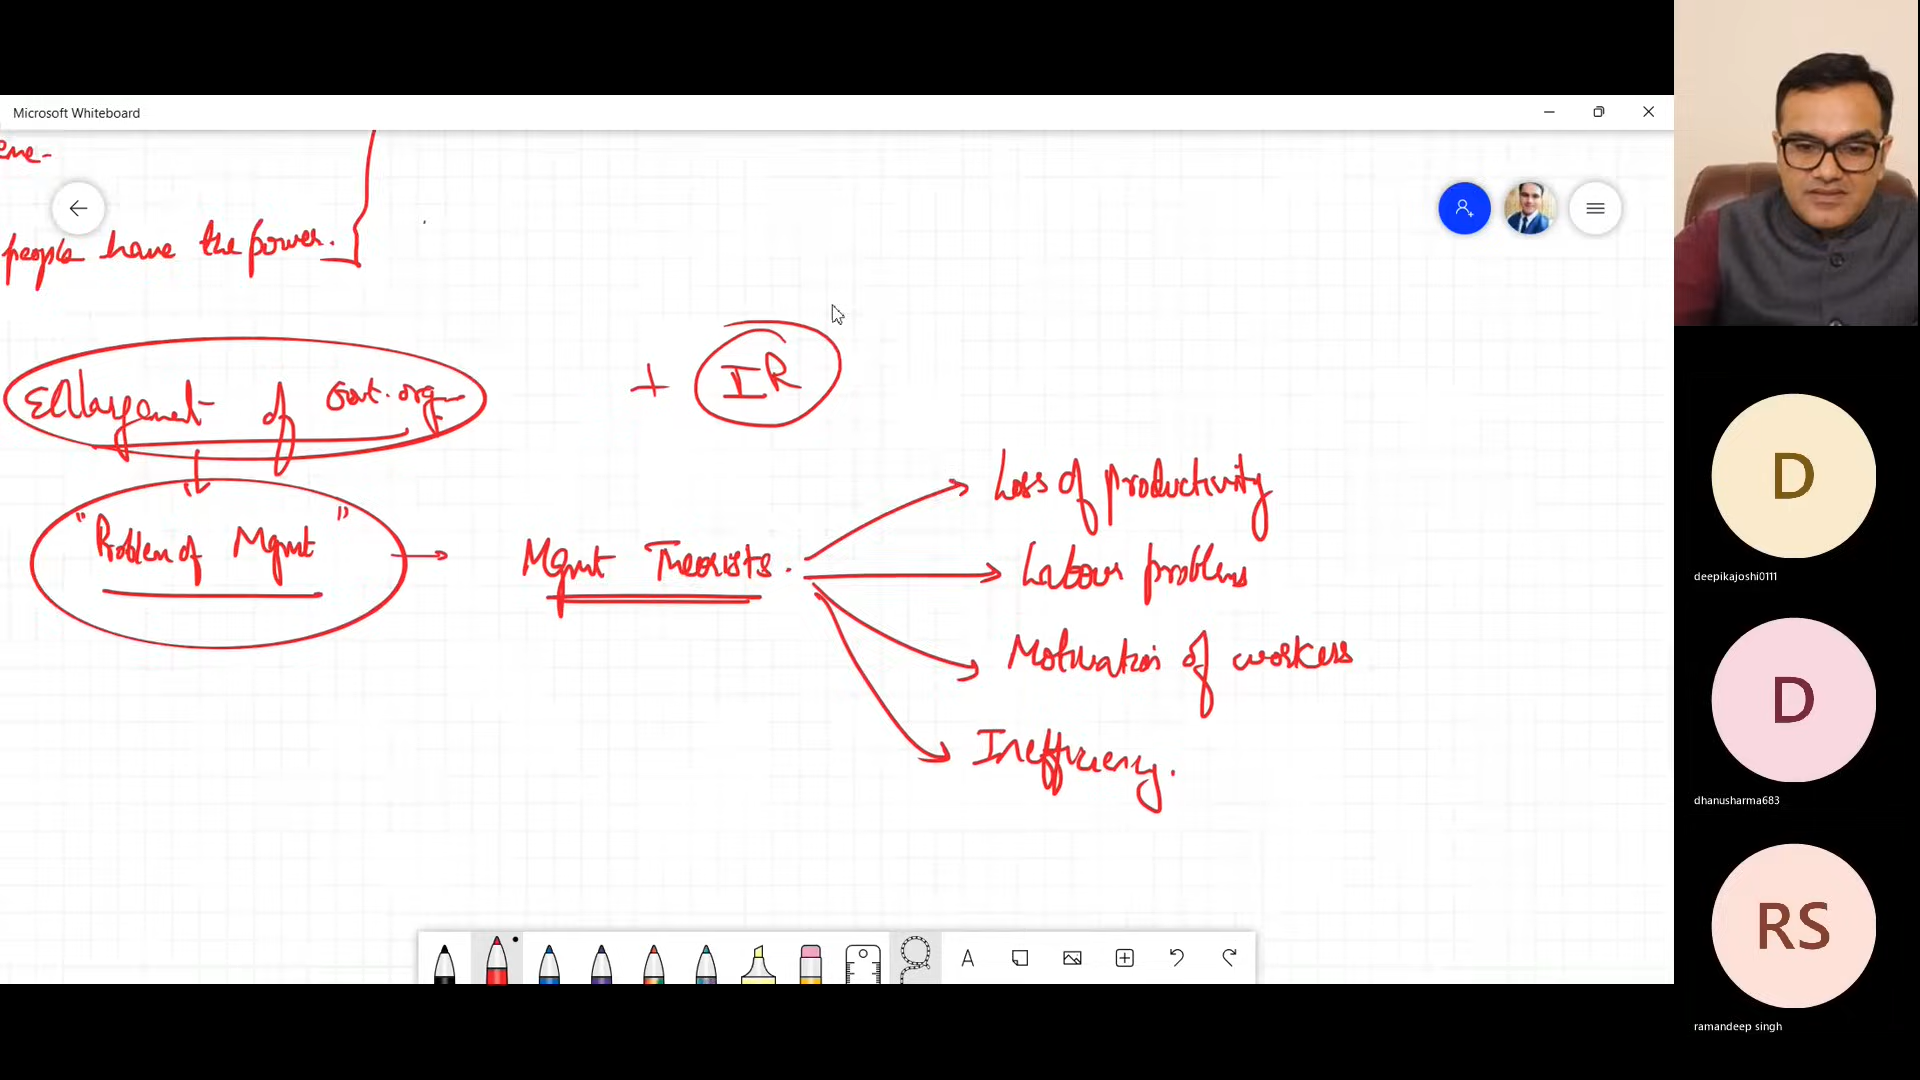 Microsoft Whiteboard
people have the power.
Enlargement of Govt. org
+ IR
"Problem of Mgmt"
Mgmt Theorists.
Loss of productivity
Labour problems
Motivation of workers
Inefficiency.
A
D
deepikajoshi0111
D
dhanusharma683
RS
ramandeep singh